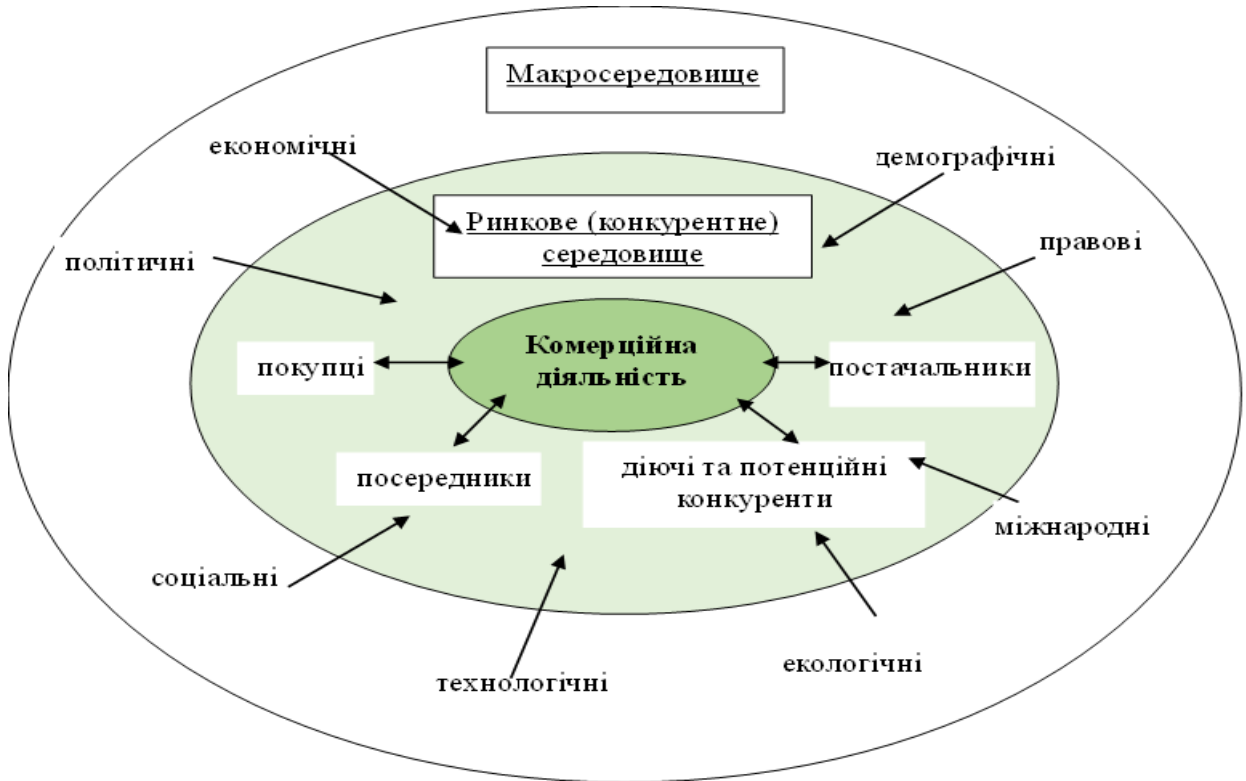 Макросередовище
економічні
демографічні
Ринкове (конкурентне)
середовище
правові
політичні
Комерційна
діяльність
покупці
постачальники
посередники
діючі та потенційні
конкуренти
міжнародні
соціальні
екологічні
технологічні